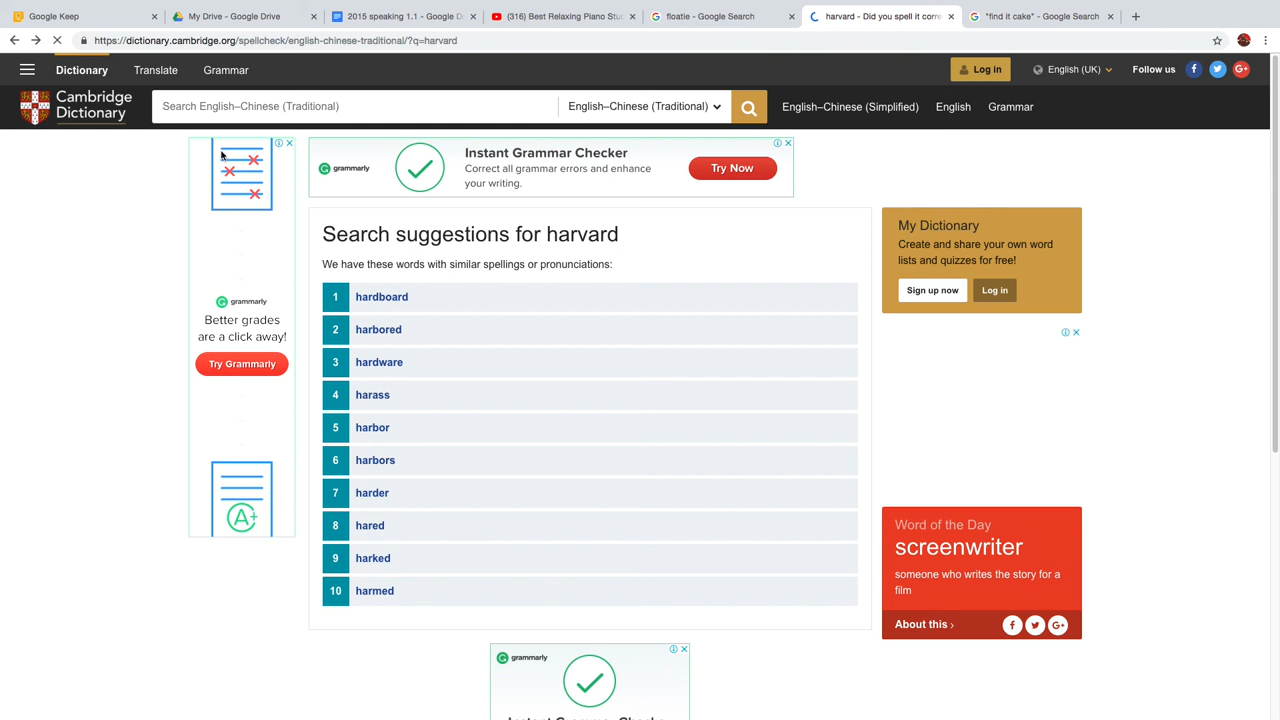 Google Keep
My Drive - Google Drive
2015 speaking 1.1 - Google D
(316) Best Relaxing Piano Stu
floatie - Google Search
harvard - Did you spell it corre
"find it cake" - Google Search
https://dictionary.cambridge.org/spellcheck/english-chinese-traditional/?q=harvard
Dictionary
Translate
Grammar
Log in
English (UK)
Follow us
Cambridge
Dictionary
Search English–Chinese (Traditional)
English–Chinese (Traditional)
English–Chinese (Simplified)
English
Grammar
grammarly
Instant Grammar Checker
Correct all grammar errors and enhance
your writing.
Try Now
grammarly
Better grades
are a click away!
Try Grammarly
A+
Search suggestions for harvard
We have these words with similar spellings or pronunciations:
1 hardboard
2 harbored
3 hardware
4 harass
5 harbor
6 harbors
7 harder
8 hared
9 harked
10 harmed
My Dictionary
Create and share your own word
lists and quizzes for free!
Sign up now
Log in
Word of the Day
screenwriter
someone who writes the story for a
film
About this ›
grammarly
Instant Grammar Checker